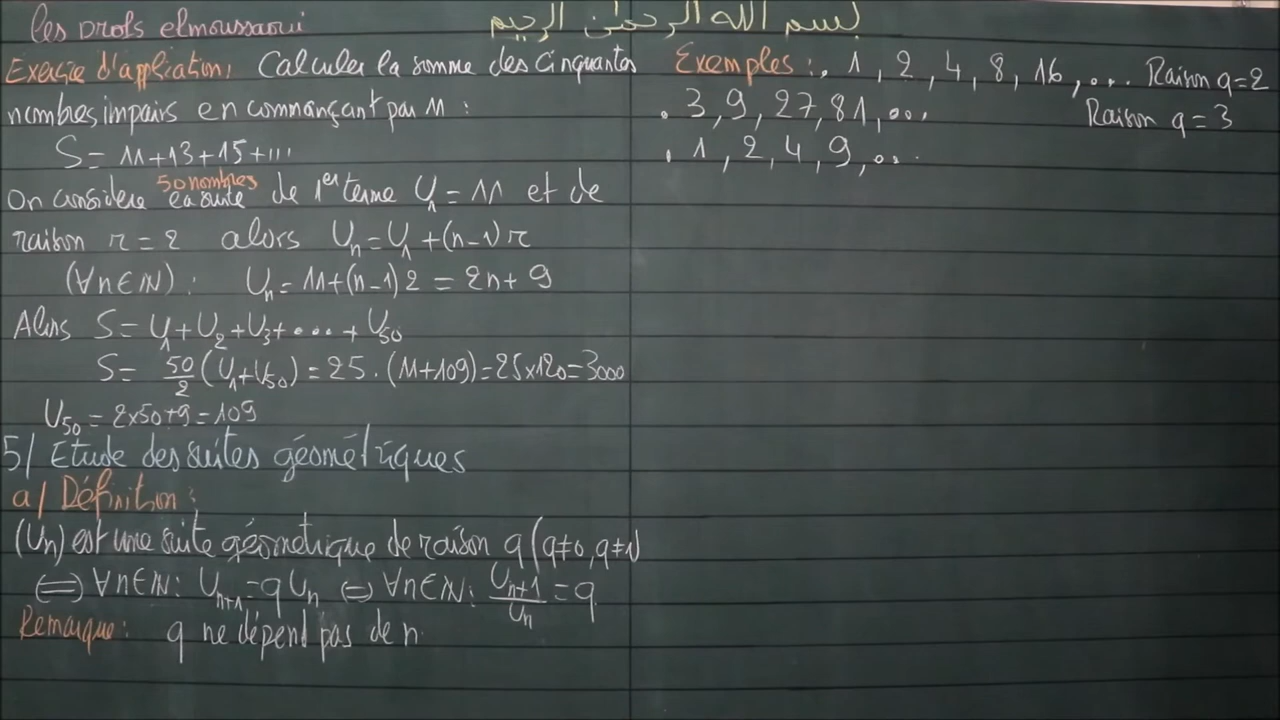 les profs elmoussaoui
بسم الله الرحمان الرحيم
Exercice d'application, Calculer la somme des cinquantes
nombres impairs en commançant par 11 :
S = 11+13+15+...
50 nombres
On considère la suite de 1er terme U₁ = 11 et de
raison r = 2 alors Uₙ = U₁ + (n-1)r
(∀n∈ℕ) : Uₙ = 11+(n-1)2 = 2n+9
Alors S = U₁ + U₂ + U₃ + .... + U₅₀
S = 50/2 (U₁+U₅₀) = 25 . (11+109) = 25×120 = 3000
U₅₀ = 2×50+9 = 109
5/ Etude des suites géométriques
a/ Définition :
(Uₙ) est une suite géométrique de raison q (q≠0, q≠1)
⟺ ∀n∈ℕ: Uₙ₊₁ = q Uₙ ⟺ ∀n∈ℕ: Uₙ₊₁/Uₙ = q
Remarque : q ne dépend pas de n
Exemples : . 1 , 2 , 4 , 8 , 16 , ... Raison q = 2
. 3 , 9 , 27 , 81 , ... Raison q = 3
. 1 , 2 , 4 , 9 , ...